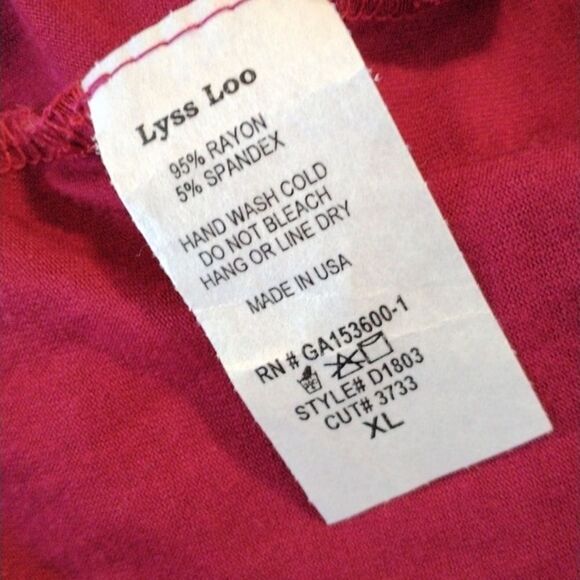 Lyss Loo
95% RAYON
5% SPANDEX
HAND WASH COLD
DO NOT BLEACH
HANG OR LINE DRY
MADE IN USA
RN # GA153600-1
STYLE# D1803
CUT# 3733
XL